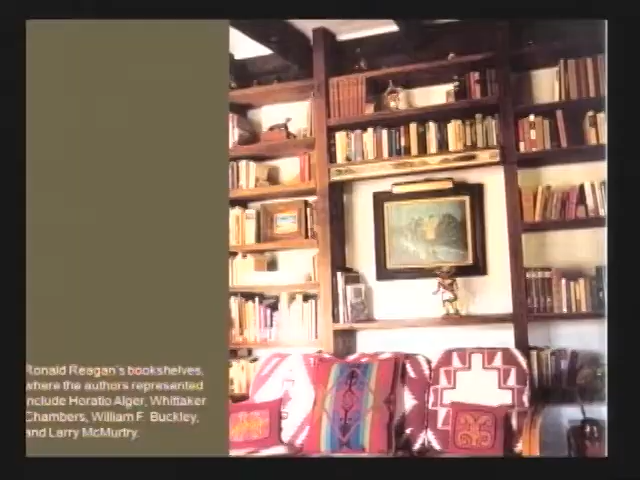 Ronald Reagan's bookshelves,
where the authors represented
include Horatio Alger, Whittaker
Chambers, William F. Buckley,
and Larry McMurtry.